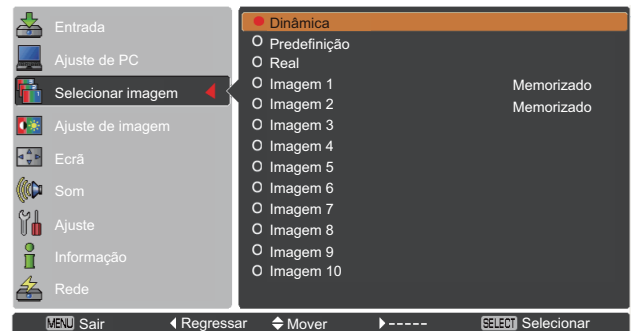 Entrada
Ajuste de PC
Selecionar imagem
Ajuste de imagem
Ecrã
Som
Ajuste
Informação
Rede
Dinâmica
Predefinição
Real
Imagem 1 Memorizado
Imagem 2 Memorizado
Imagem 3
Imagem 4
Imagem 5
Imagem 6
Imagem 7
Imagem 8
Imagem 9
Imagem 10
MENU Sair Regressar Mover ----- SELECT Selecionar